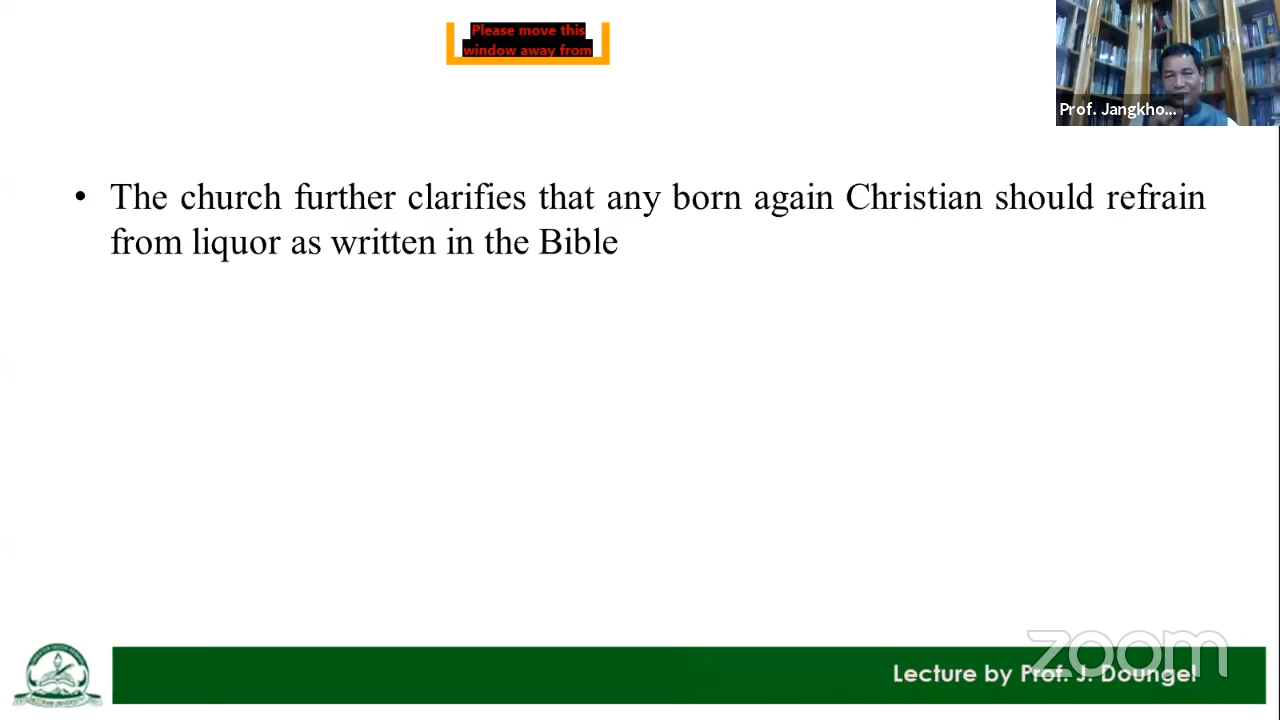 Please move this
window away from
Prof. Jangkho...
• The church further clarifies that any born again Christian should refrain
from liquor as written in the Bible
zoom
Lecture by Prof. J. Doungel